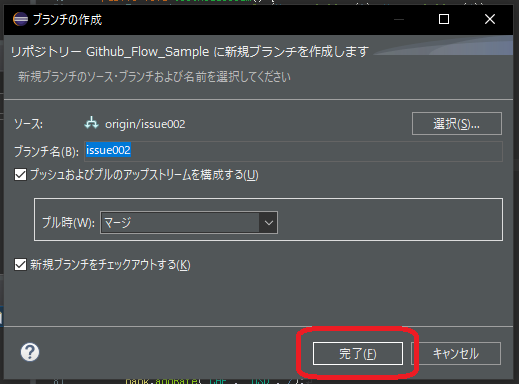 ブランチの作成
リポジトリー Github_Flow_Sample に新規ブランチを作成します
新規ブランチのソース・ブランチおよび名前を選択してください
ソース: origin/issue002 選択(S)...
ブランチ名(B): issue002
プッシュおよびプルのアップストリームを構成する(U)
プル時(W): マージ
新規ブランチをチェックアウトする(K)
? 完了(F) キャンセル